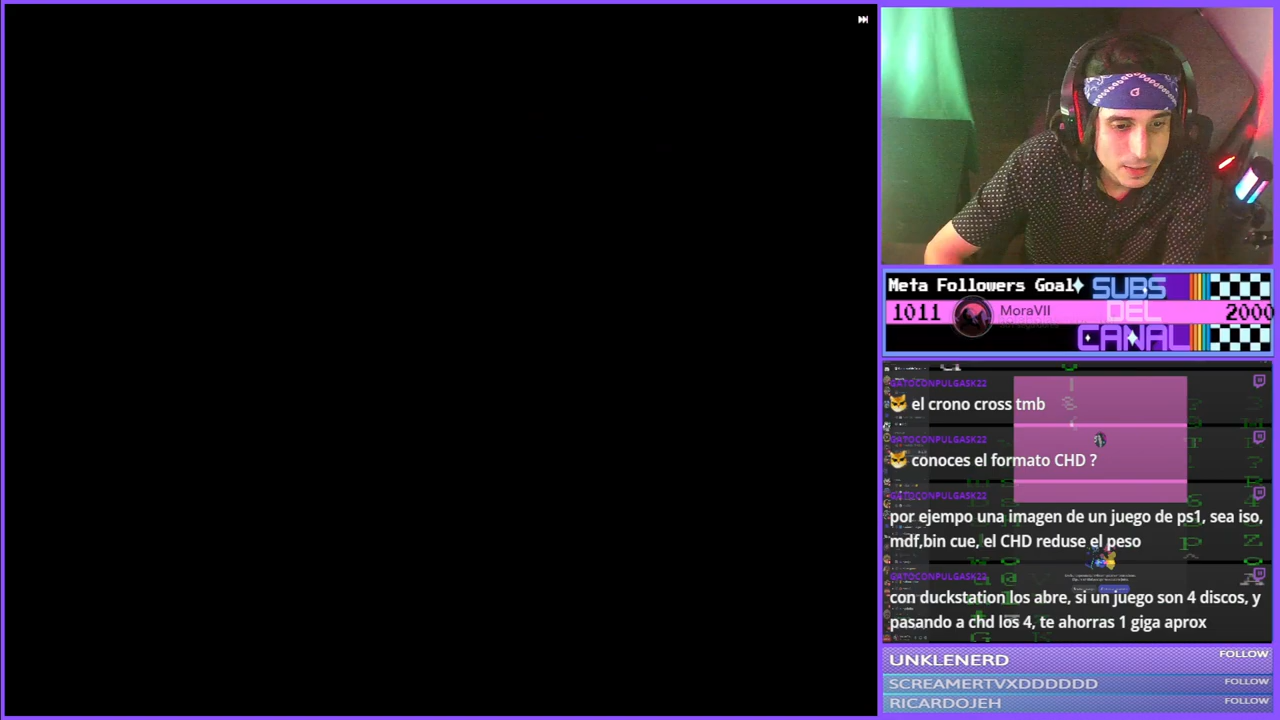 Meta Followers Goal
SUBS
DEL
CANAL
1011
MoraVII
2000
GATOCONPULGASK22
el crono cross tmb
GATOCONPULGASK22
conoces el formato CHD ?
GATOCONPULGASK22
por ejempo una imagen de un juego de ps1, sea iso,
mdf,bin cue, el CHD reduse el peso
GATOCONPULGASK22
con duckstation los abre, si un juego son 4 discos, y
pasando a chd los 4, te ahorras 1 giga aprox
UNKLENERD FOLLOW
SCREAMERTVXDDDDDD FOLLOW
RICARDOJEH FOLLOW